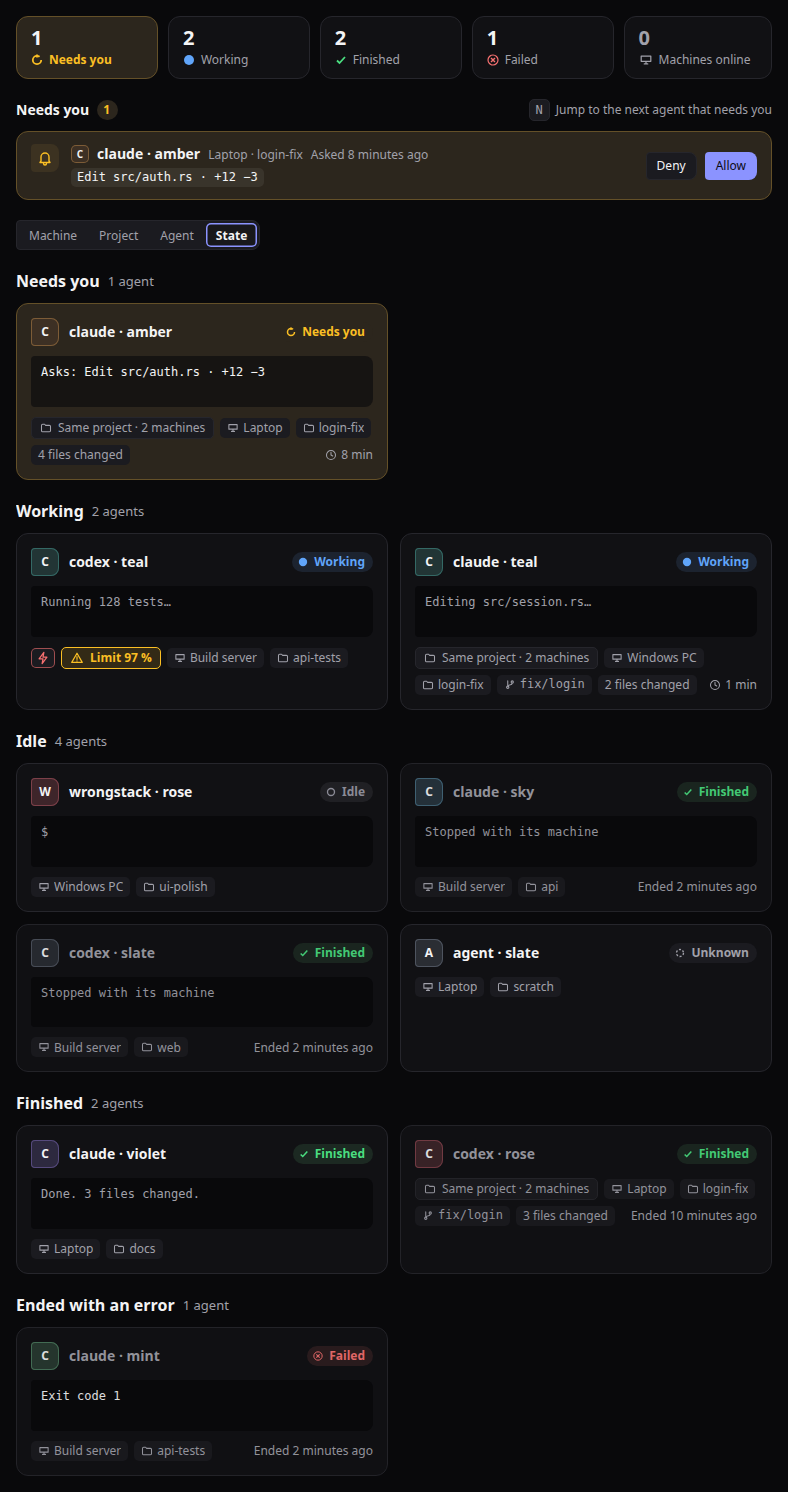 1
Needs you
2
Working
2
Finished
1
Failed
0
Machines online
Needs you 1
N Jump to the next agent that needs you
C claude · amber Laptop · login-fix Asked 8 minutes ago
Edit src/auth.rs · +12 −3
Deny Allow
Machine Project Agent State
Needs you 1 agent
C claude · amber Needs you
Asks: Edit src/auth.rs · +12 −3
Same project · 2 machines Laptop login-fix
4 files changed 8 min
Working 2 agents
C codex · teal Working
Running 128 tests…
Limit 97 % Build server api-tests
C claude · teal Working
Editing src/session.rs…
Same project · 2 machines Windows PC
login-fix fix/login 2 files changed 1 min
Idle 4 agents
W wrongstack · rose Idle
$
Windows PC ui-polish
C claude · sky Finished
Stopped with its machine
Build server api Ended 2 minutes ago
C codex · slate Finished
Stopped with its machine
Build server web Ended 2 minutes ago
A agent · slate Unknown
Laptop scratch
Finished 2 agents
C claude · violet Finished
Done. 3 files changed.
Laptop docs
C codex · rose Finished
Same project · 2 machines Laptop login-fix
fix/login 3 files changed Ended 10 minutes ago
Ended with an error 1 agent
C claude · mint Failed
Exit code 1
Build server api-tests Ended 2 minutes ago